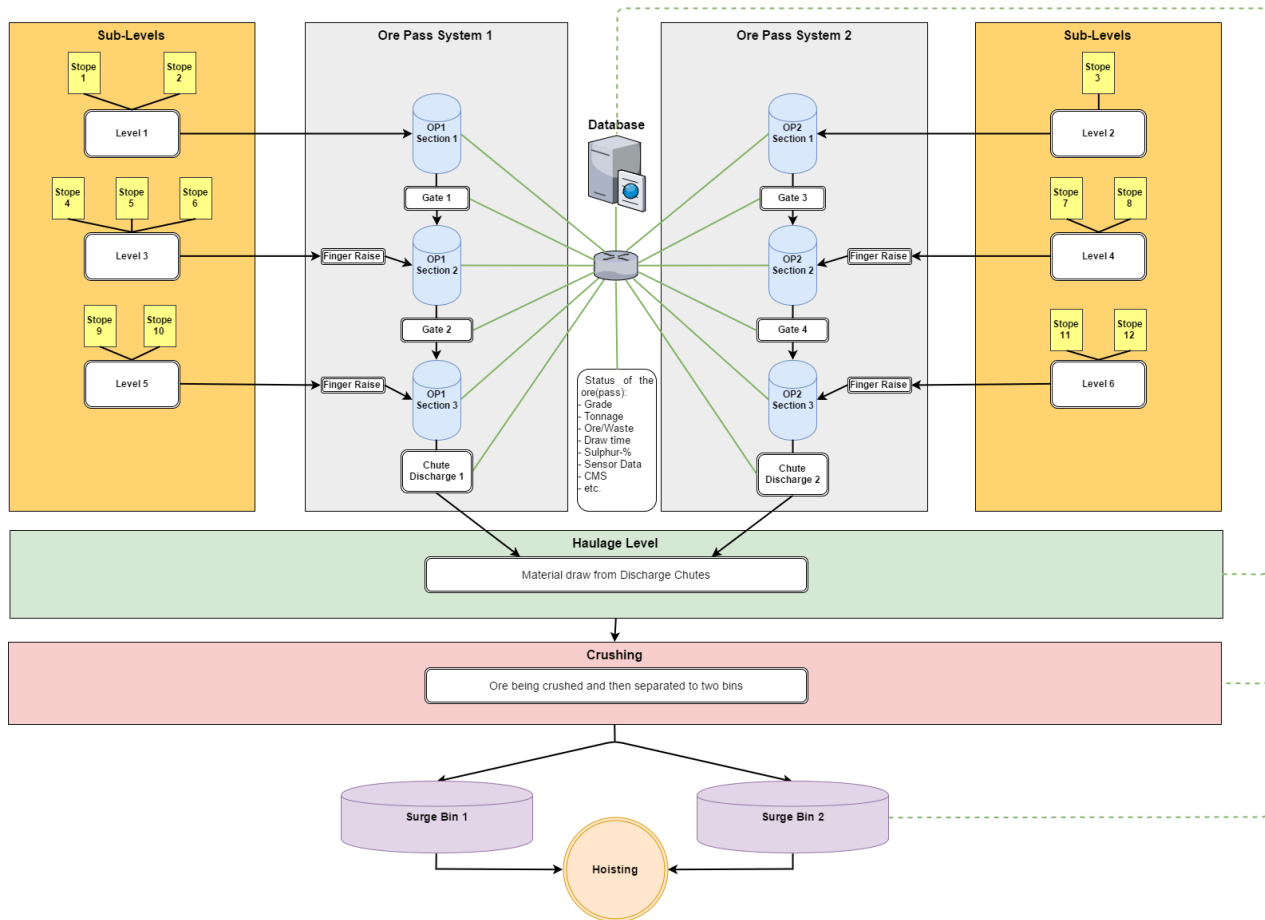 Sub-Levels
Stope
1
Stope
2
Level 1
Stope
4
Stope
5
Stope
6
Level 3
Stope
9
Stope
10
Level 5
Ore Pass System 1
OP1
Section 1
Gate 1
Finger Raise
OP1
Section 2
Gate 2
Finger Raise
OP1
Section 3
Chute
Discharge 1
Database
Status of the
ore(pass):
- Grade
- Tonnage
- Ore/Waste
- Draw time
- Sulphur-%
- Sensor Data
- CMS
- etc.
Ore Pass System 2
OP2
Section 1
Gate 3
OP2
Section 2
Finger Raise
Gate 4
OP2
Section 3
Finger Raise
Chute
Discharge 2
Sub-Levels
Stope
3
Level 2
Stope
7
Stope
8
Level 4
Stope
11
Stope
12
Level 6
Haulage Level
Material draw from Discharge Chutes
Crushing
Ore being crushed and then separated to two bins
Surge Bin 1
Surge Bin 2
Hoisting